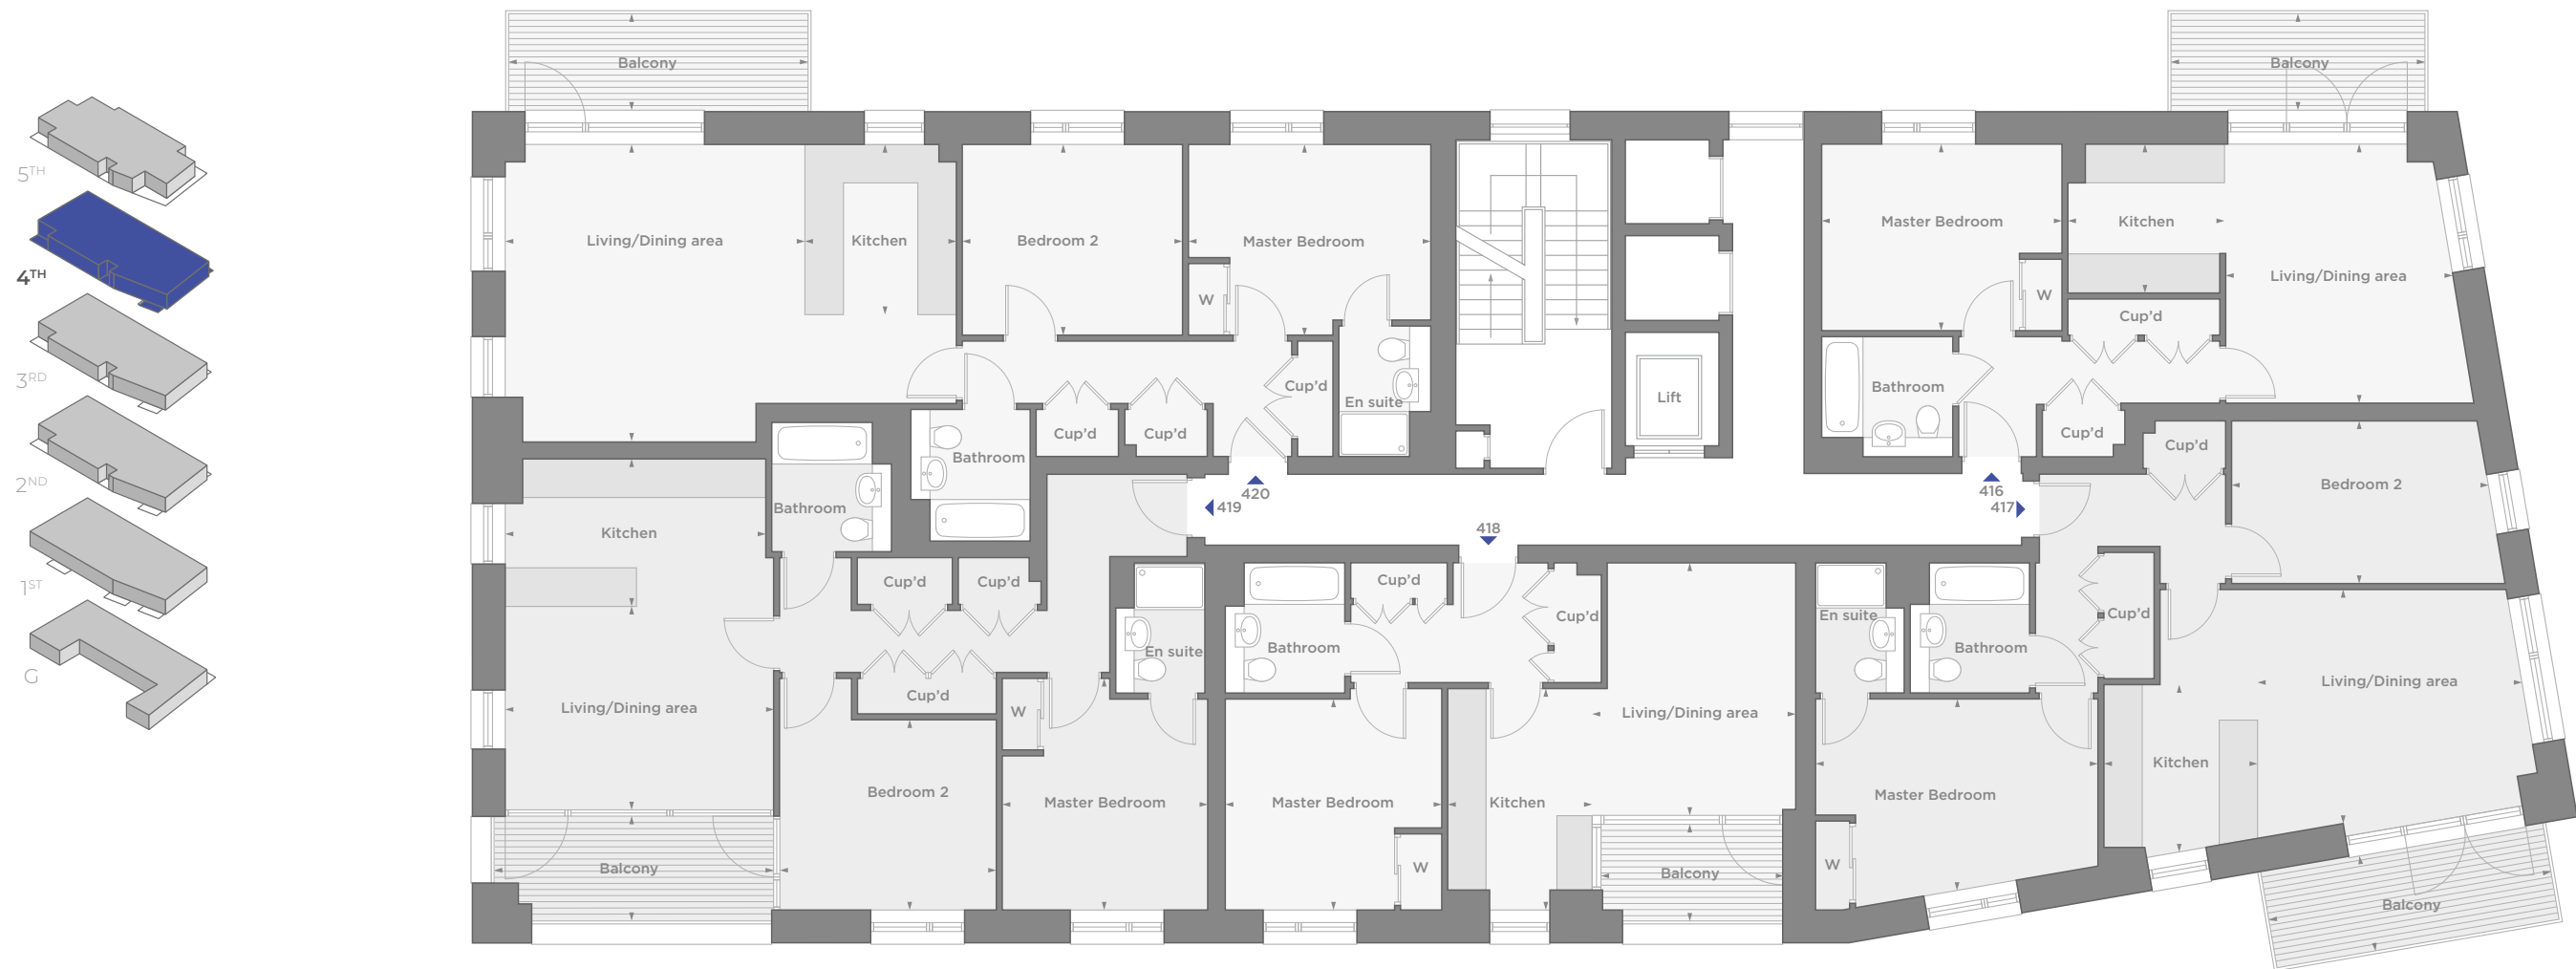 5TH
4TH
3RD
2ND
1ST
G
Balcony
Balcony
Living/Dining area
Kitchen
Bedroom 2
Master Bedroom
W
Cup'd
En suite
Cup'd
Cup'd
Bathroom
Lift
Master Bedroom
W
Kitchen
Living/Dining area
Cup'd
Bathroom
Cup'd
Cup'd
Bedroom 2
419
420
418
416
417
Bathroom
Kitchen
Living/Dining area
Cup'd
Cup'd
Cup'd
En suite
W
Bedroom 2
Master Bedroom
Balcony
Bathroom
Cup'd
Cup'd
Living/Dining area
Master Bedroom
Kitchen
W
Balcony
En suite
Bathroom
Cup'd
Living/Dining area
Kitchen
Master Bedroom
W
Balcony